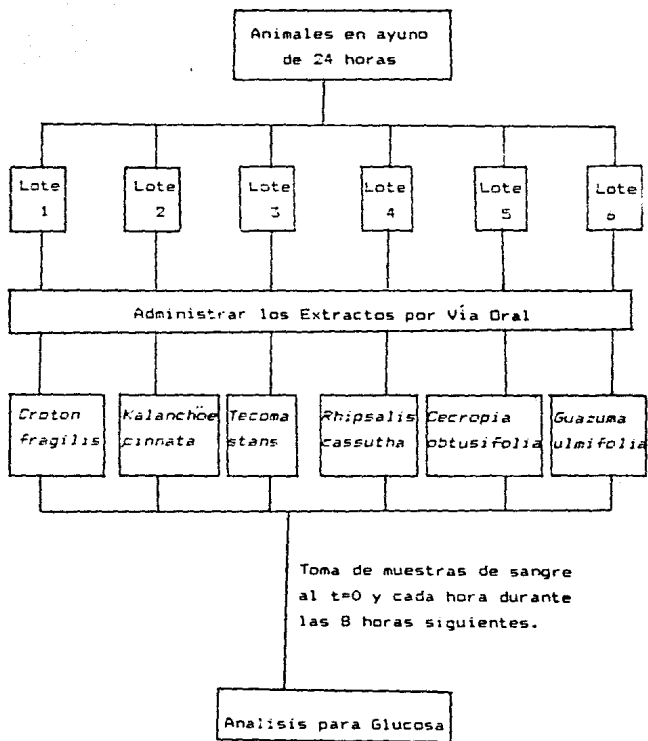 Animales en ayuno
de 24 horas
Lote
1
Lote
2
Lote
3
Lote
4
Lote
5
Lote
6
Administrar los Extractos por Vía Oral
Croton
fragilis
Kalanchöe
pinnata
Tecoma
stans
Rhipsalis
cassutha
Cecropia
obtusifolia
Guazuma
ulmifolia
Toma de muestras de sangre
al t=0 y cada hora durante
las 8 horas siguientes.
Analisis para Glucosa